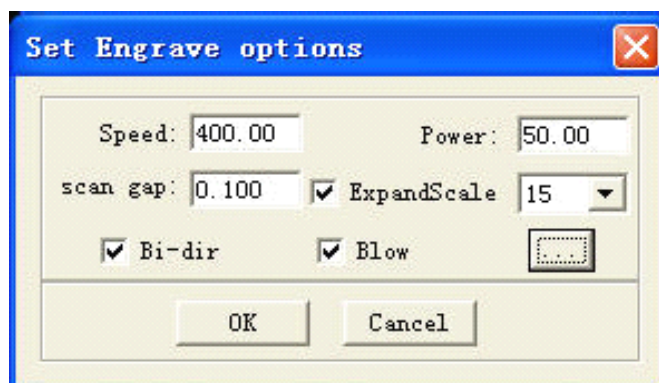 Set Engrave options
Speed: 400.00 Power: 50.00
scan gap: 0.100 ExpandScale 15
Bi-dir Blow ...
OK Cancel